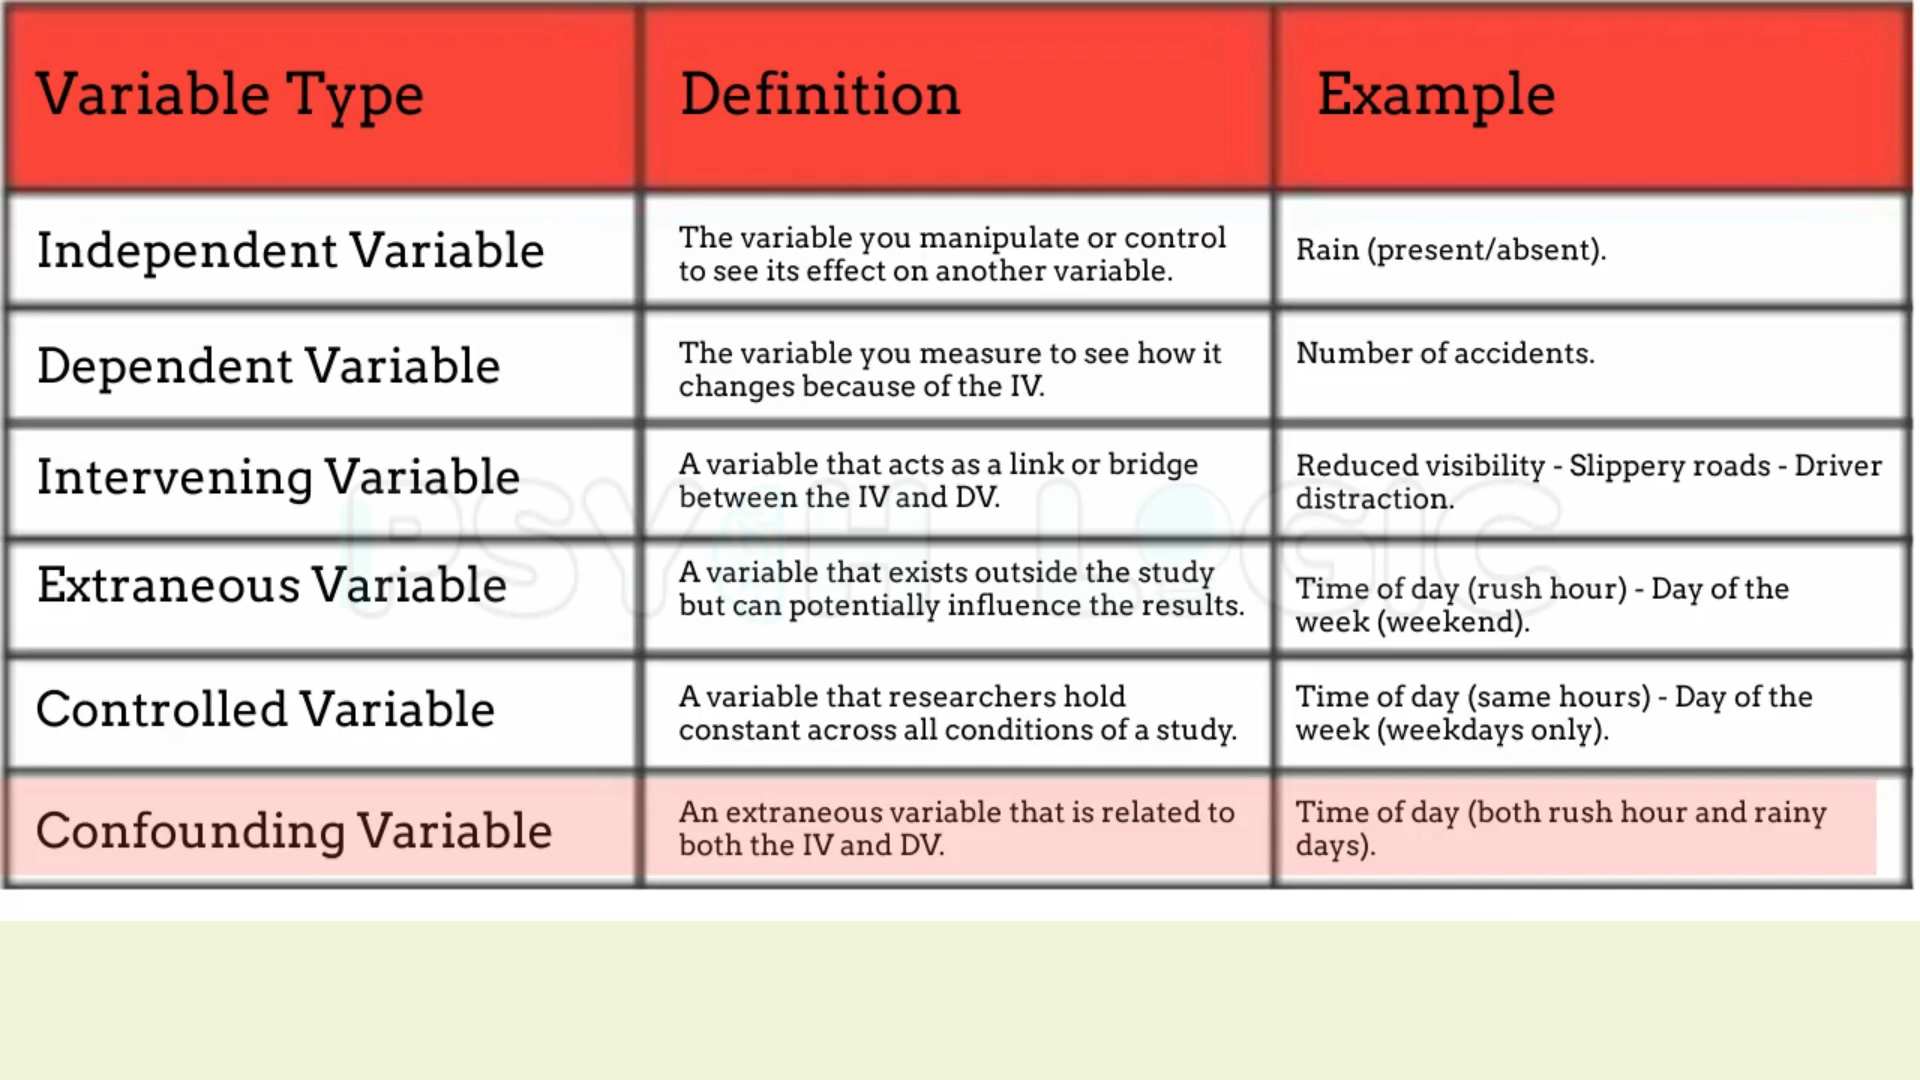 Variable Type
Definition
Example
Independent Variable
The variable you manipulate or control
to see its effect on another variable.
Rain (present/absent).
Dependent Variable
The variable you measure to see how it
changes because of the IV.
Number of accidents.
Intervening Variable
A variable that acts as a link or bridge
between the IV and DV.
Reduced visibility - Slippery roads - Driver
distraction.
Extraneous Variable
A variable that exists outside the study
but can potentially influence the results.
Time of day (rush hour) - Day of the
week (weekend).
Controlled Variable
A variable that researchers hold
constant across all conditions of a study.
Time of day (same hours) - Day of the
week (weekdays only).
Confounding Variable
An extraneous variable that is related to
both the IV and DV.
Time of day (both rush hour and rainy
days).
PSYCH LOGIC